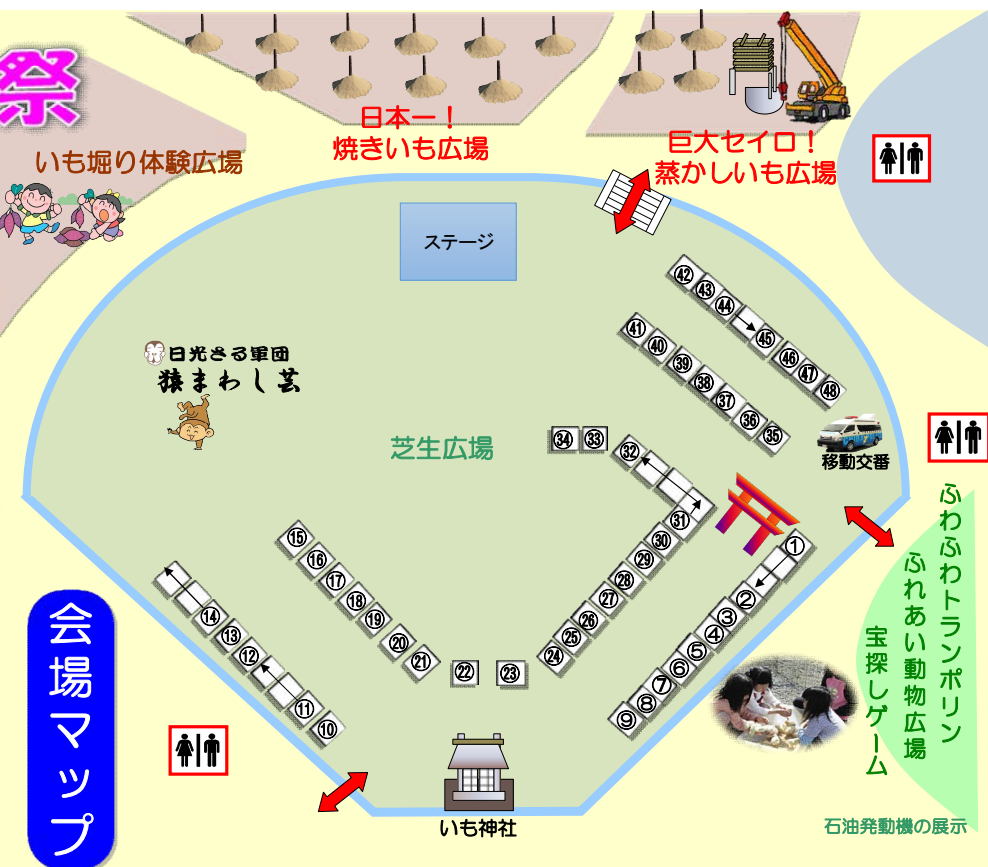 祭
日本一！
焼きいも広場
巨大セイロ！
蒸かしいも広場
いも堀り体験広場
ステージ
日光さる軍団
猿まわし芸
芝生広場
㊷
㊸
㊹
㊺
㊻
㊼
㊽
㊶
㊵
㊴
㊳
㊲
㊱
㉟
移動交番
㉞
㉝
㉜
㉛
㉚
㉙
㉘
㉗
㉖
㉕
㉔
①
②
③
④
⑤
⑥
⑦
⑧
⑨
⑮
⑯
⑰
⑱
⑲
⑳
㉑
㉒
㉓
⑭
⑬
⑫
⑪
⑩
ふわふわトランポリン
ふれあい動物広場
宝探しゲーム
石油発動機の展示
いも神社
会場マップ